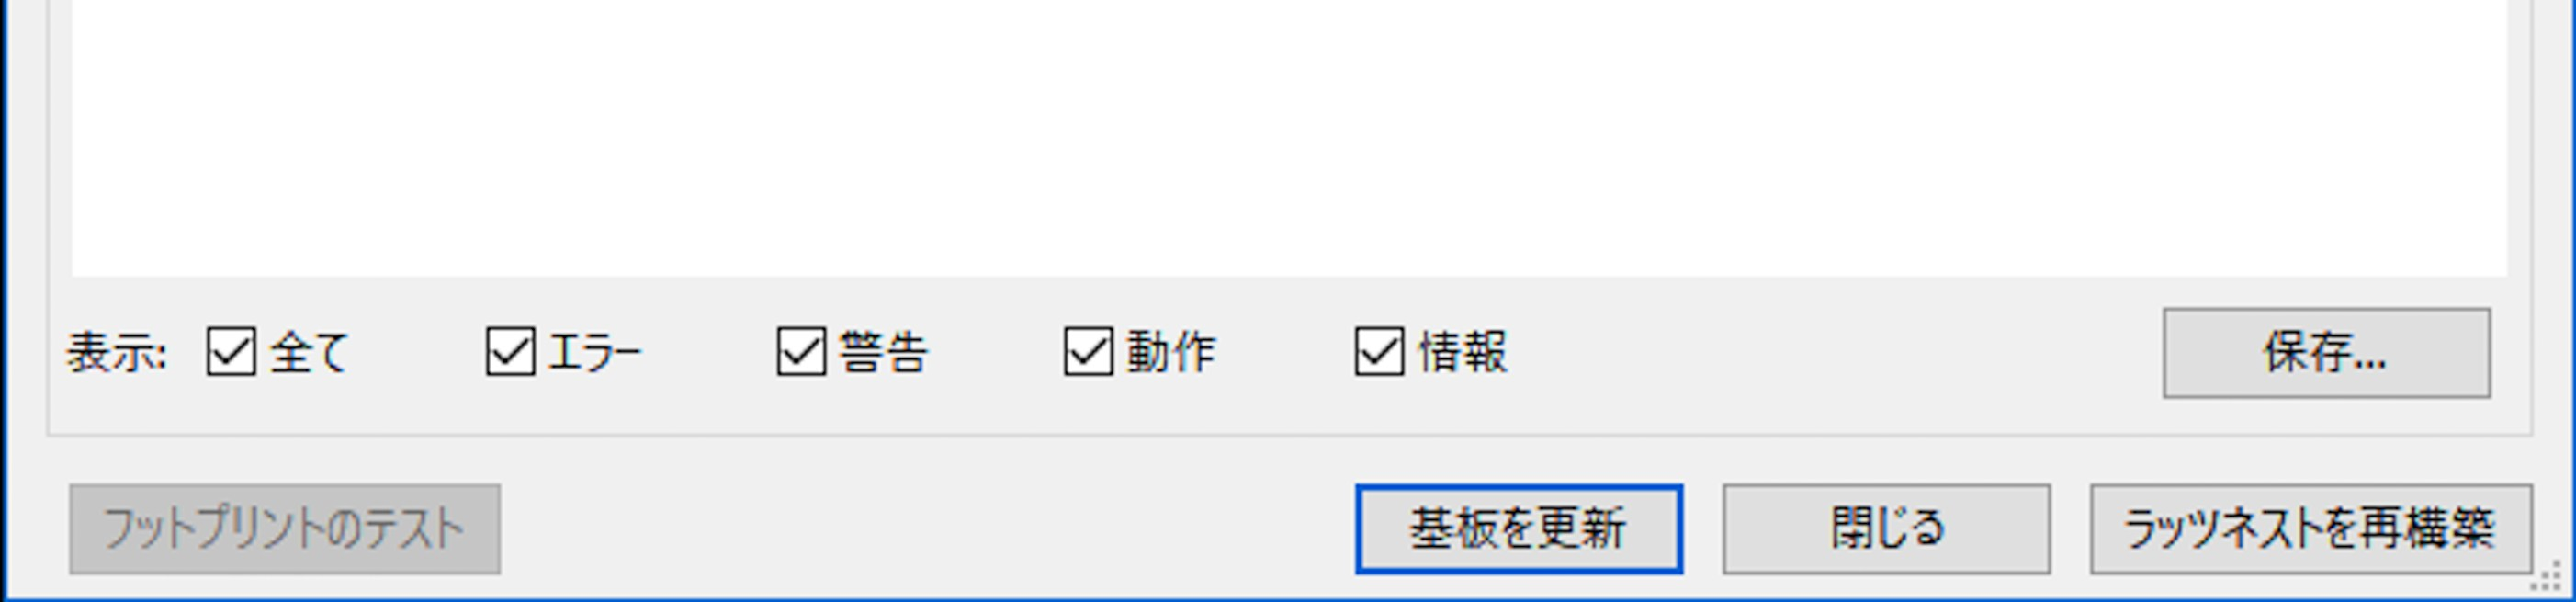 表示: 全て エラー 警告 動作 情報 保存...
フットプリントのテスト 基板を更新 閉じる ラッツネストを再構築